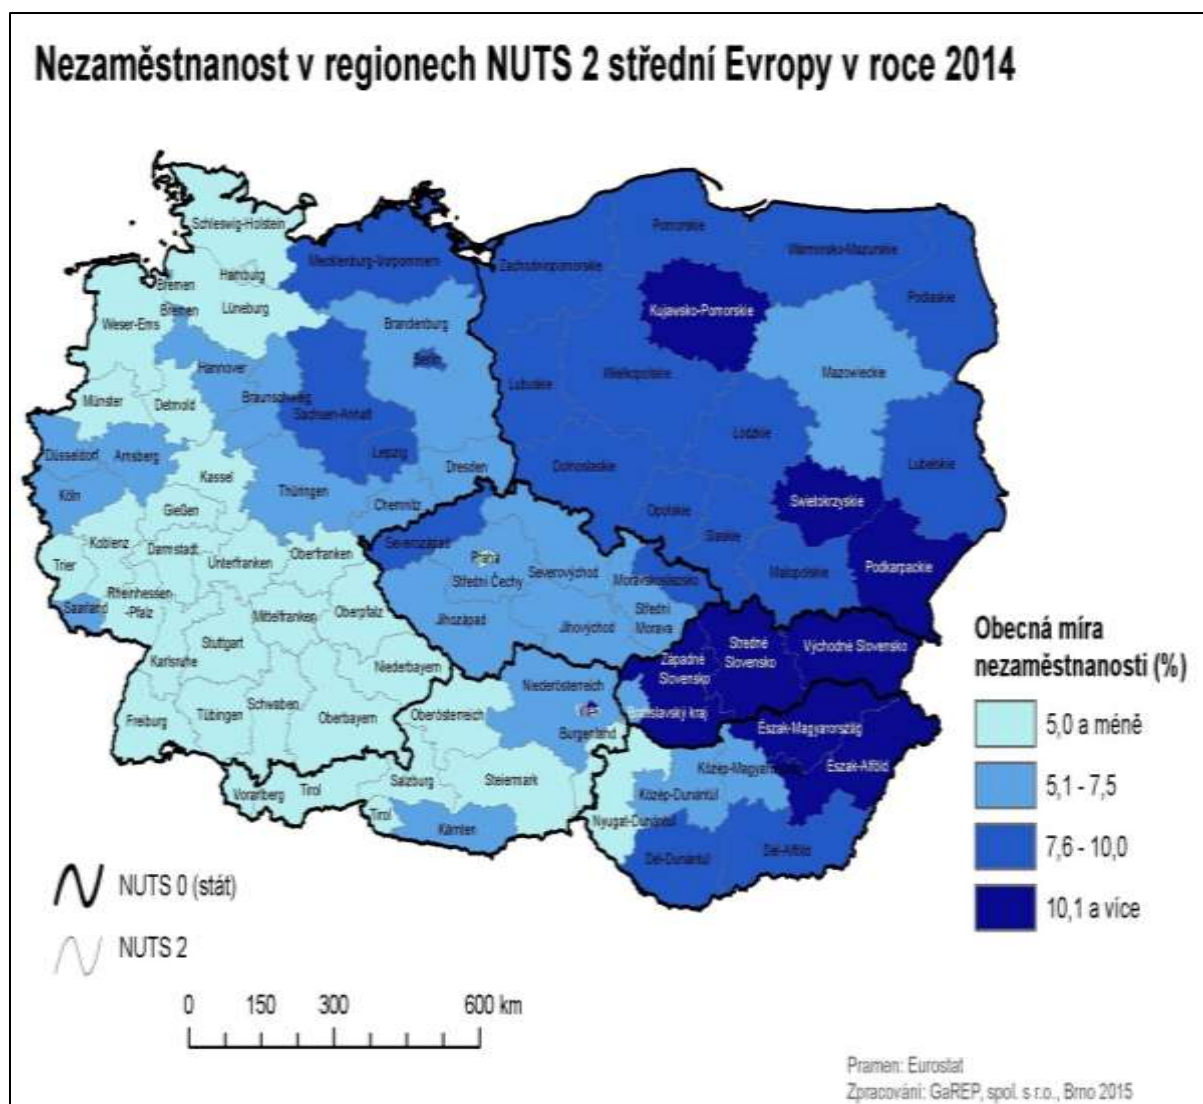 Nezaměstnanost v regionech NUTS 2 střední Evropy v roce 2014
Schleswig-Holstein
Hamburg
Bremen
Bremen
Lüneburg
Weser-Ems
Mecklenburg-Vorpommern
Brandenburg
Berlin
Hannover
Braunschweig
Sachsen-Anhalt
Münster
Detmold
Düsseldorf
Arnsberg
Köln
Kassel
Gießen
Thüringen
Leipzig
Dresden
Chemnitz
Koblenz
Trier
Darmstadt
Unterfranken
Oberfranken
Rheinhessen
-Pfalz
Saarland
Mittelfranken
Oberpfalz
Stuttgart
Karlsruhe
Niederbayern
Freiburg
Tübingen
Schwaben
Oberbayern
Zachodniopomorskie
Pomorskie
Warminsko-Mazurskie
Podlaskie
Kujawsko-Pomorskie
Mazowieckie
Lubuskie
Wielkopolskie
Lódzkie
Lubelskie
Dolnoslaskie
Opolskie
Slaskie
Swietokrzyskie
Malopolskie
Podkarpackie
Severozápad
Praha
Střední Čechy
Severovýchod
Moravskoslezsko
Jihozápad
Jihovýchod
Střední
Morava
Západné
Slovensko
Stredné
Slovensko
Východné Slovensko
Bratislavský kraj
Niederösterreich
Oberösterreich
Burgenland
Vorarlberg
Tirol
Tirol
Salzburg
Steiermark
Kärnten
Észak-Magyarország
Észak-Alföld
Közép-Magyarország
Közép-Dunántúl
Nyugat-Dunántúl
Dél-Dunántúl
Dél-Alföld
Obecná míra
nezaměstnanosti (%)
5,0 a méně
5,1 - 7,5
7,6 - 10,0
10,1 a více
NUTS 0 (stát)
NUTS 2
0 150 300 600 km
Pramen: Eurostat
Zpracování: GaREP, spol. s r.o., Brno 2015